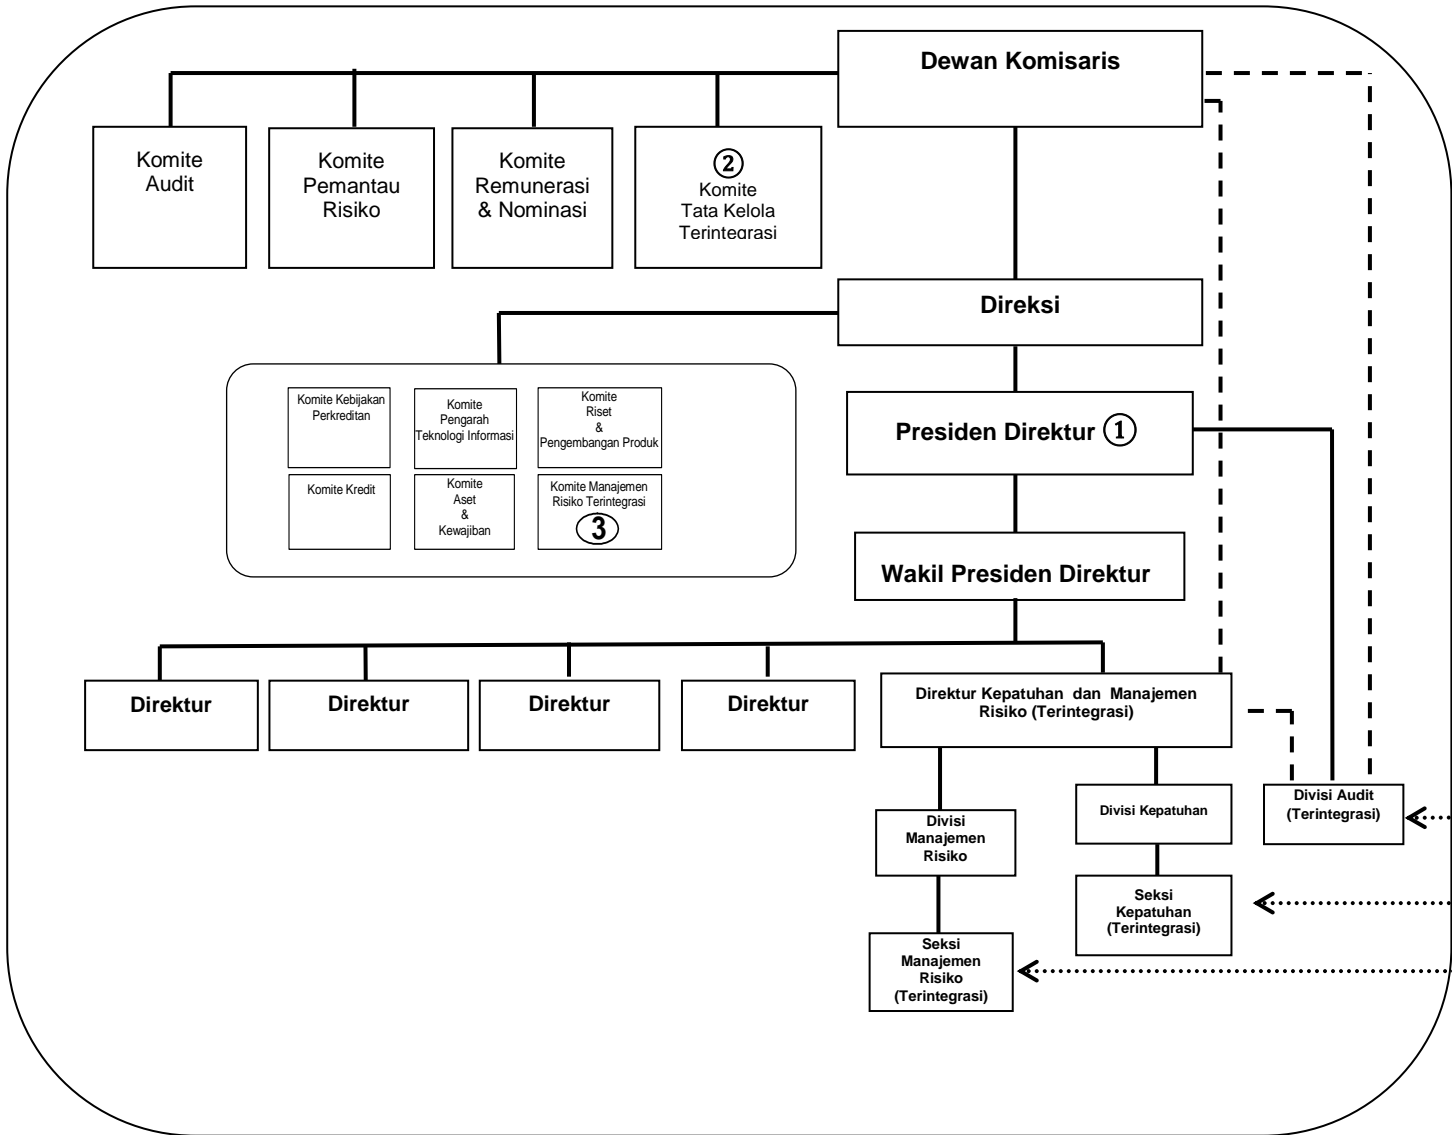 Dewan Komisaris
Komite
Audit
Komite
Pemantau
Risiko
Komite
Remunerasi
& Nominasi
②
Komite
Tata Kelola
Terintegrasi
Direksi
Komite Kebijakan
Perkreditan
Komite
Pengarah
Teknologi Informasi
Komite
Riset
&
Pengembangan Produk
Komite Kredit
Komite
Aset
&
Kewajiban
Komite Manajemen
Risiko Terintegrasi
3
Presiden Direktur ①
Wakil Presiden Direktur
Direktur
Direktur
Direktur
Direktur
Direktur Kepatuhan dan Manajemen
Risiko (Terintegrasi)
Divisi
Manajemen
Risiko
Divisi Kepatuhan
Divisi Audit
(Terintegrasi)
Seksi
Kepatuhan
(Terintegrasi)
Seksi
Manajemen
Risiko
(Terintegrasi)